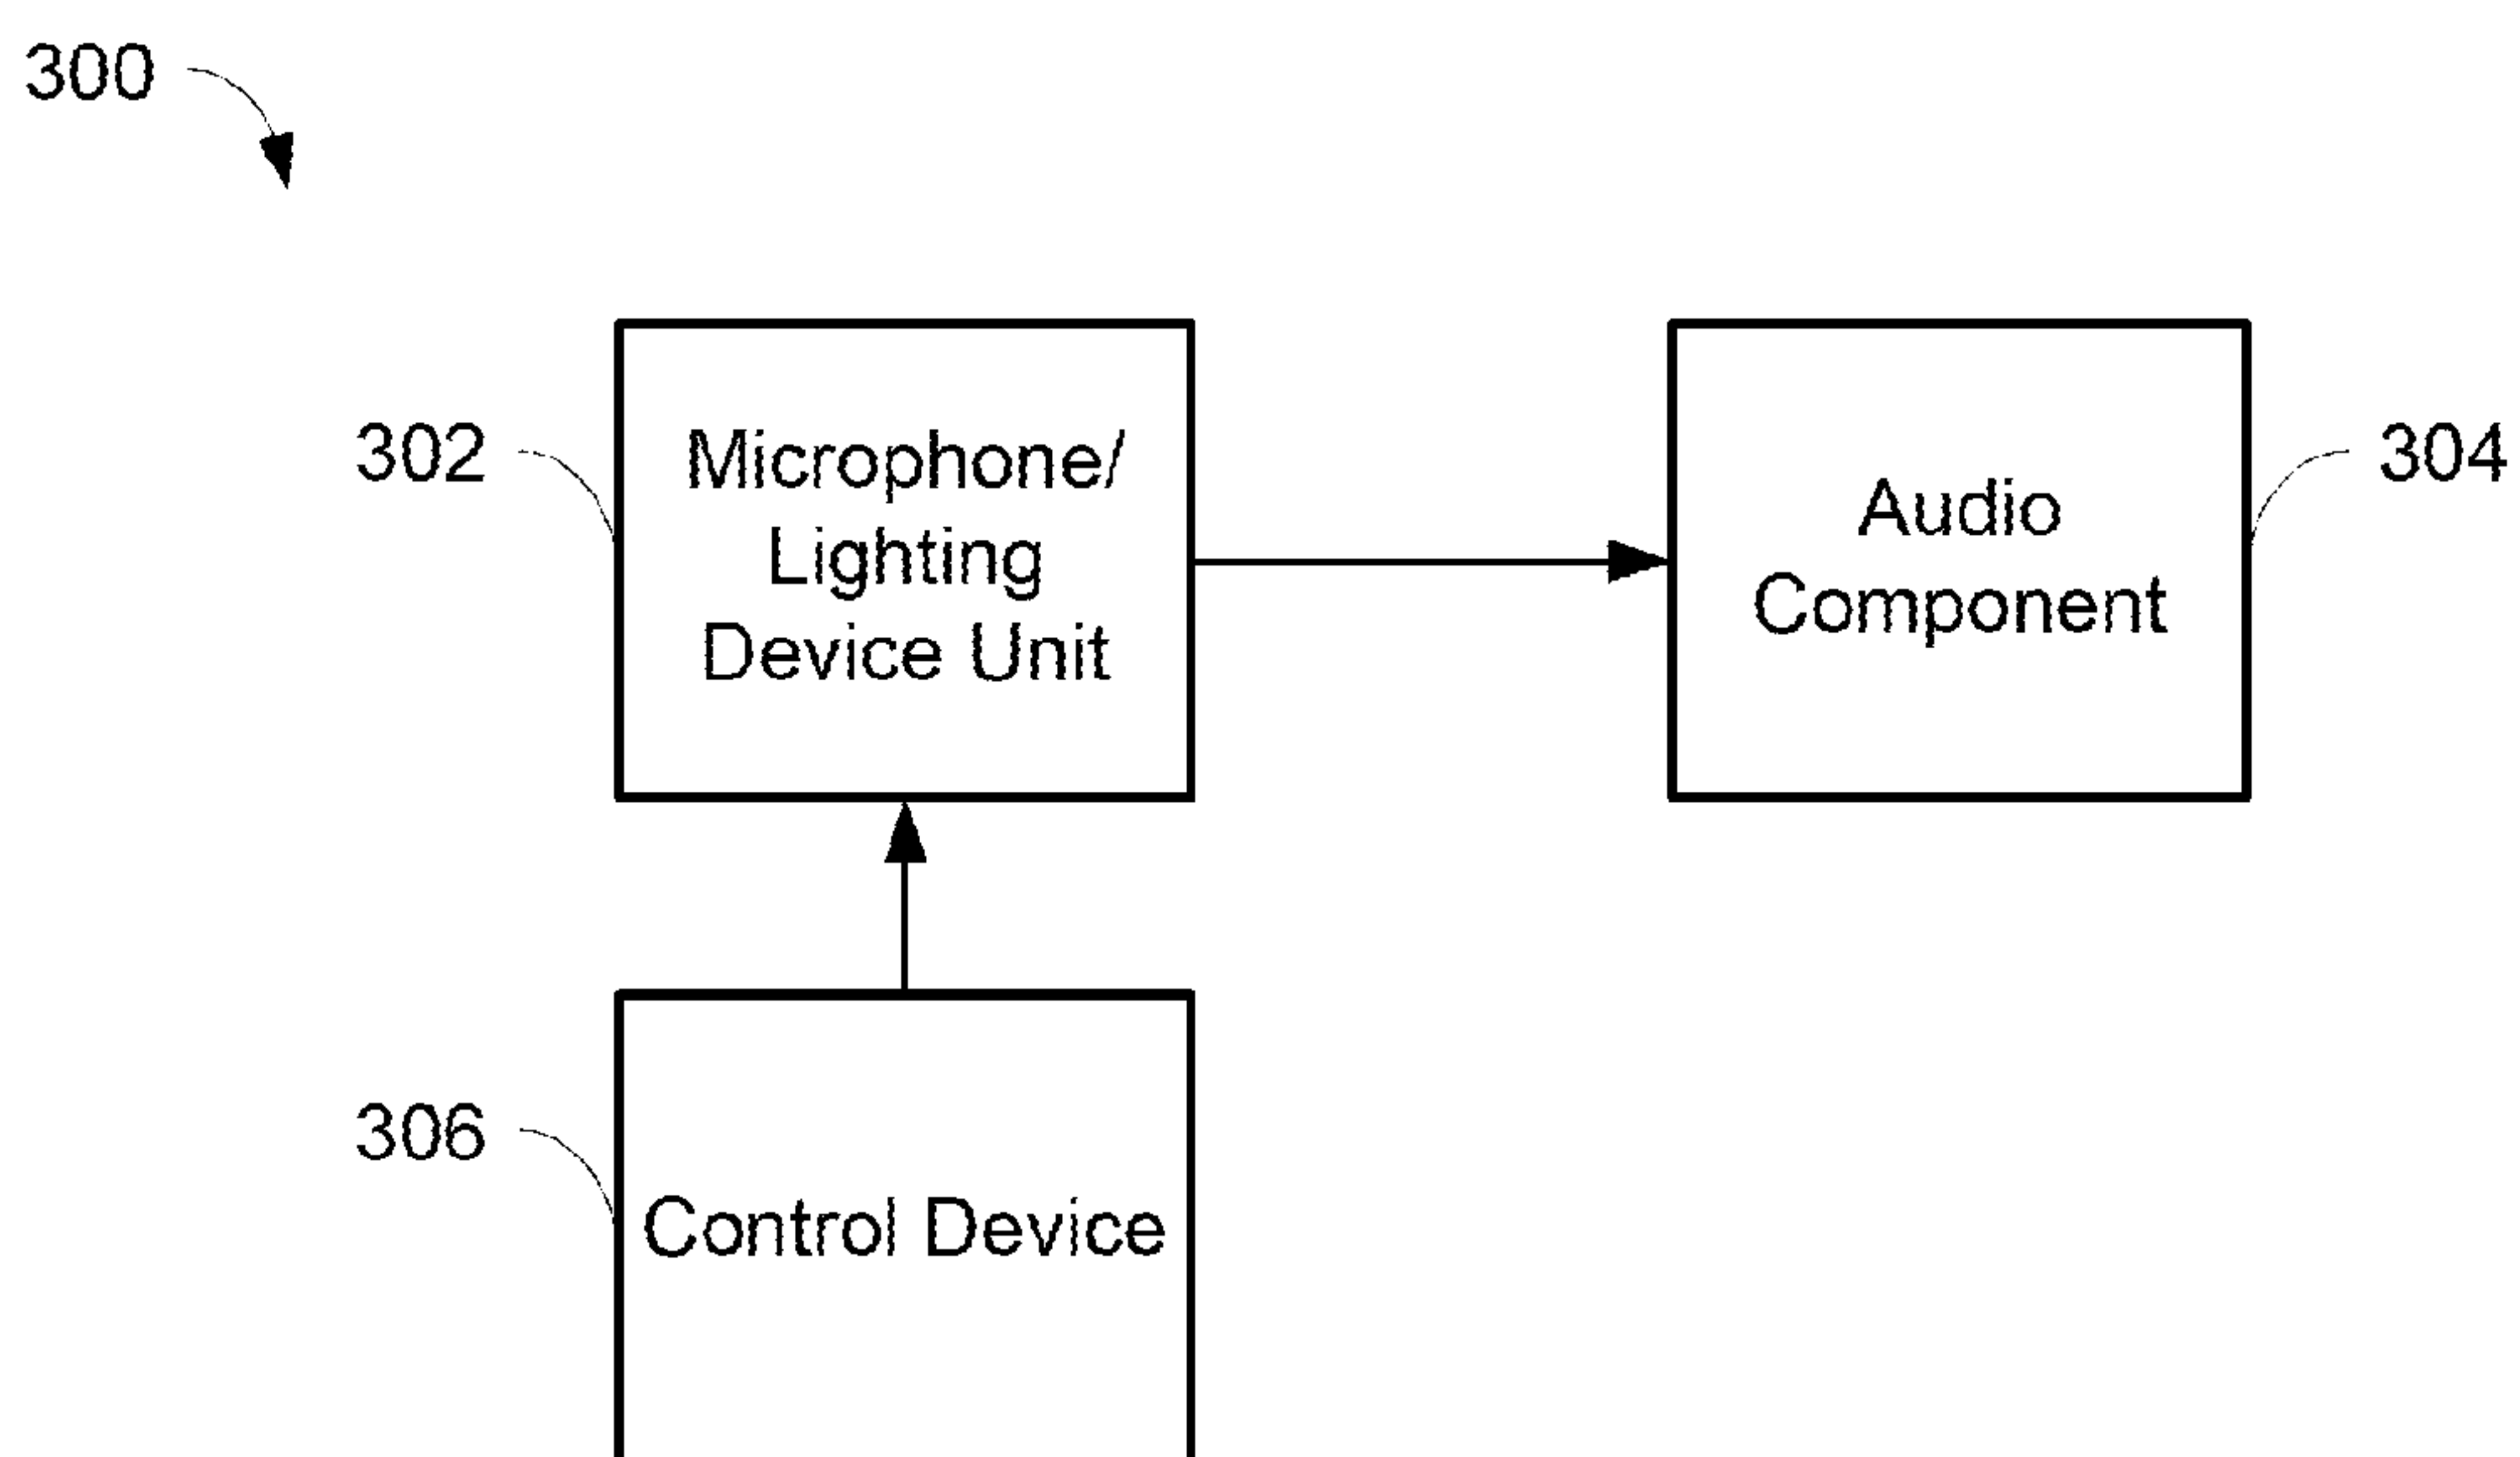 300
302
Microphone/
Lighting
Device Unit
Audio
Component
304
306
Control Device